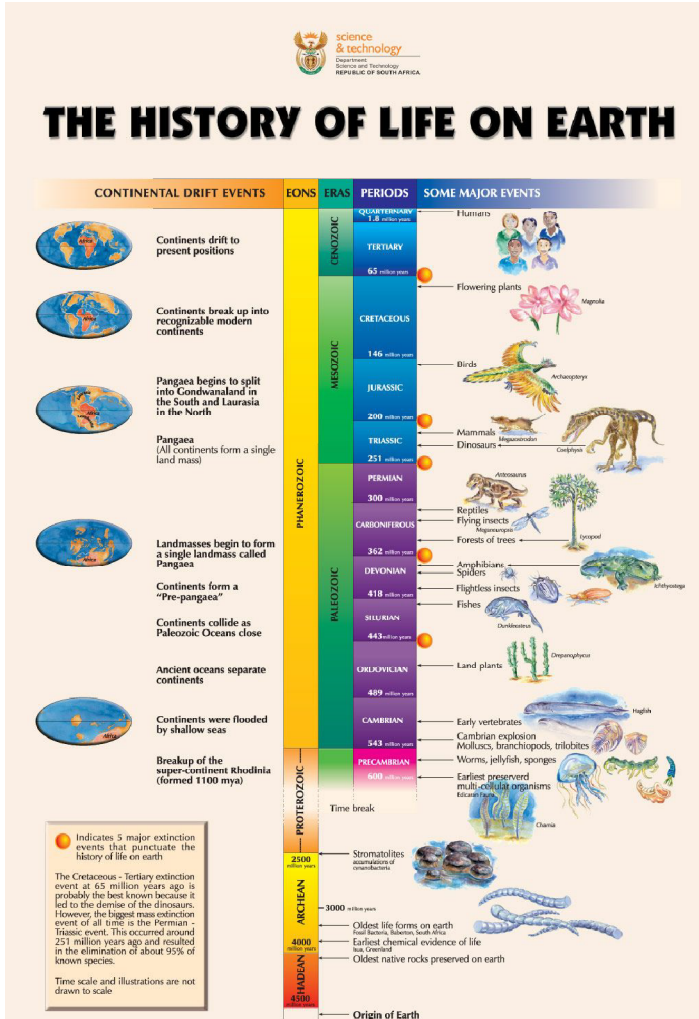 science
& technology
Department:
Science and Technology
REPUBLIC OF SOUTH AFRICA
THE HISTORY OF LIFE ON EARTH
CONTINENTAL DRIFT EVENTS
EONS
ERAS
PERIODS
SOME MAJOR EVENTS
Africa
Continents drift to
present positions
Africa
Continents break up into
recognizable modern
continents
Africa
Pangaea begins to split
into Gondwanaland in
the South and Laurasia
in the North
Pangaea
(All continents form a single
land mass)
Africa
Landmasses begin to form
a single landmass called
Pangaea
Continents form a
"Pre-pangaea"
Continents collide as
Paleozoic Oceans close
Ancient oceans separate
continents
Africa
Continents were flooded
by shallow seas
Breakup of the
super-continent Rhodinia
(formed 1100 mya)
PHANEROZOIC
PROTEROZOIC
2500
million years
ARCHEAN
4000
million years
HADEAN
4500
million years
CENOZOIC
MESOZOIC
PALEOZOIC
QUARTERNARY
1.8 million years
TERTIARY
65 million years
CRETACEOUS
146 million years
JURASSIC
200 million years
TRIASSIC
251 million years
PERMIAN
300 million years
CARBONIFEROUS
362 million years
DEVONIAN
418 million years
SILURIAN
443 million years
ORDOVICIAN
489 million years
CAMBRIAN
543 million years
PRECAMBRIAN
600 million years
Time break
Humans
Flowering plants
Magnolia
Birds
Archaeopteryx
Mammals
Megazostrodon
Dinosaurs
Coelphysis
Anteosaurus
Reptiles
Flying insects
Meganeuropsis
Forests of trees
Lycopod
Amphibians
Spiders
Ichthyostega
Flightless insects
Fishes
Dunkleosteus
Land plants
Drepanophycus
Hagfish
Early vertebrates
Cambrian explosion
Molluscs, branchiopods, trilobites
Worms, jellyfish, sponges
Earliest preserverd
multi-cellular organisms
Edicaran Fauna
Charnia
Stromatolites
accumulations of
cyanobacteria
3000 million years
Oldest life forms on earth
Fossil Bacteria, Baberton, South Africa
Earliest chemical evidence of life
Isua, Greenland
Oldest native rocks preserved on earth
Origin of Earth
Indicates 5 major extinction
events that punctuate the
history of life on earth
The Cretaceous - Tertiary extinction
event at 65 million years ago is
probably the best known because it
led to the demise of the dinosaurs.
However, the biggest mass extinction
event of all time is the Perman -
Triassic event. This occurred around
251 million years ago and resulted
in the elimination of about 95% of
known species.
Time scale and illustrations are not
drawn to scale